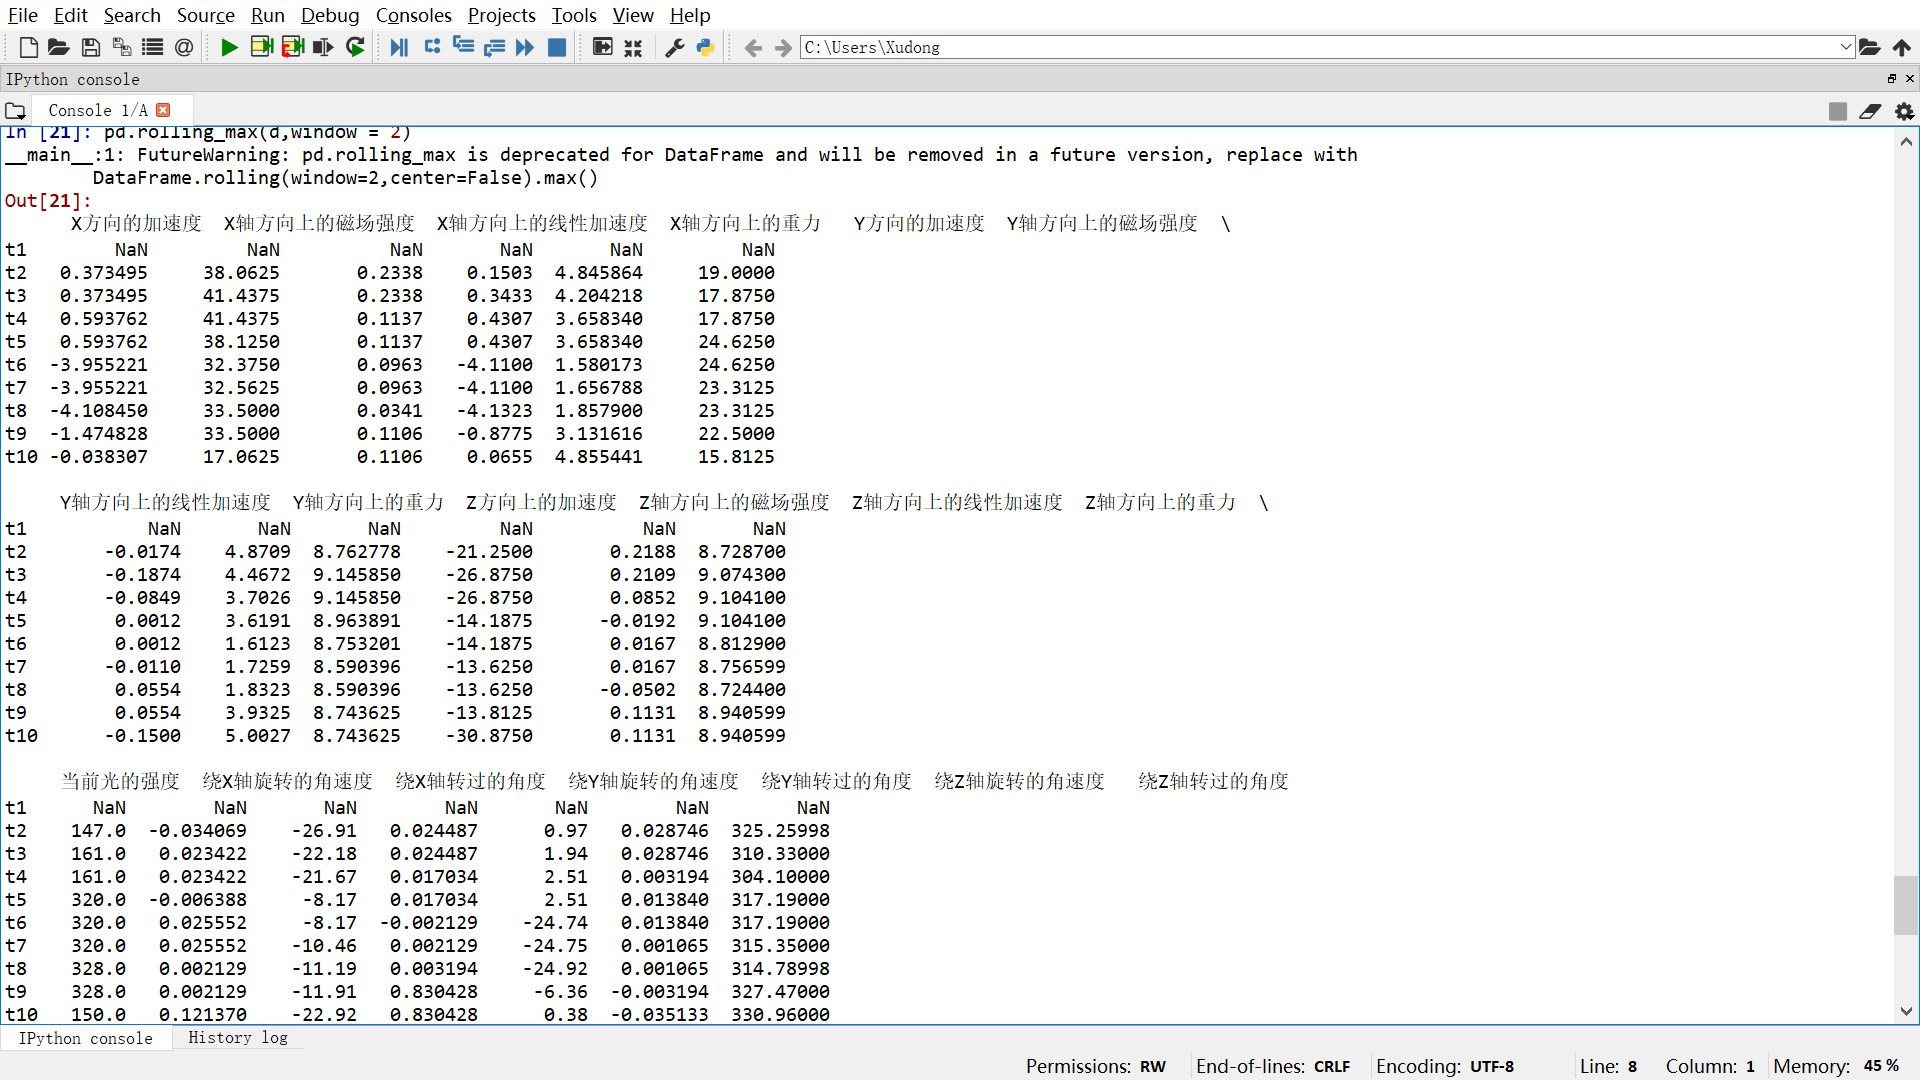 File Edit Search Source Run Debug Consoles Projects Tools View Help
C:\Users\Xudong
IPython console
Console 1/A
In [21]: pd.rolling_max(d,window = 2)
__main__:1: FutureWarning: pd.rolling_max is deprecated for DataFrame and will be removed in a future version, replace with
DataFrame.rolling(window=2,center=False).max()
Out[21]:
X方向的加速度 X轴方向上的磁场强度 X轴方向上的线性加速度 X轴方向上的重力 Y方向的加速度 Y轴方向上的磁场强度 \
t1 NaN NaN NaN NaN NaN NaN
t2 0.373495 38.0625 0.2338 0.1503 4.845864 19.0000
t3 0.373495 41.4375 0.2338 0.3433 4.204218 17.8750
t4 0.593762 41.4375 0.1137 0.4307 3.658340 17.8750
t5 0.593762 38.1250 0.1137 0.4307 3.658340 24.6250
t6 -3.955221 32.3750 0.0963 -4.1100 1.580173 24.6250
t7 -3.955221 32.5625 0.0963 -4.1100 1.656788 23.3125
t8 -4.108450 33.5000 0.0341 -4.1323 1.857900 23.3125
t9 -1.474828 33.5000 0.1106 -0.8775 3.131616 22.5000
t10 -0.038307 17.0625 0.1106 0.0655 4.855441 15.8125
Y轴方向上的线性加速度 Y轴方向上的重力 Z方向上的加速度 Z轴方向上的磁场强度 Z轴方向上的线性加速度 Z轴方向上的重力 \
t1 NaN NaN NaN NaN NaN NaN
t2 -0.0174 4.8709 8.762778 -21.2500 0.2188 8.728700
t3 -0.1874 4.4672 9.145850 -26.8750 0.2109 9.074300
t4 -0.0849 3.7026 9.145850 -26.8750 0.0852 9.104100
t5 0.0012 3.6191 8.963891 -14.1875 -0.0192 9.104100
t6 0.0012 1.6123 8.753201 -14.1875 0.0167 8.812900
t7 -0.0110 1.7259 8.590396 -13.6250 0.0167 8.756599
t8 0.0554 1.8323 8.590396 -13.6250 -0.0502 8.724400
t9 0.0554 3.9325 8.743625 -13.8125 0.1131 8.940599
t10 -0.1500 5.0027 8.743625 -30.8750 0.1131 8.940599
当前光的强度 绕X轴旋转的角速度 绕X轴转过的角度 绕Y轴旋转的角速度 绕Y轴转过的角度 绕Z轴旋转的角速度 绕Z轴转过的角度
t1 NaN NaN NaN NaN NaN NaN NaN
t2 147.0 -0.034069 -26.91 0.024487 0.97 0.028746 325.25998
t3 161.0 0.023422 -22.18 0.024487 1.94 0.028746 310.33000
t4 161.0 0.023422 -21.67 0.017034 2.51 0.003194 304.10000
t5 320.0 -0.006388 -8.17 0.017034 2.51 0.013840 317.19000
t6 320.0 0.025552 -8.17 -0.002129 -24.74 0.013840 317.19000
t7 320.0 0.025552 -10.46 0.002129 -24.75 0.001065 315.35000
t8 328.0 0.002129 -11.19 0.003194 -24.92 0.001065 314.78998
t9 328.0 0.002129 -11.91 0.830428 -6.36 -0.003194 327.47000
t10 150.0 0.121370 -22.92 0.830428 0.38 -0.035133 330.96000
IPython console History log
Permissions: RW End-of-lines: CRLF Encoding: UTF-8 Line: 8 Column: 1 Memory: 45 %